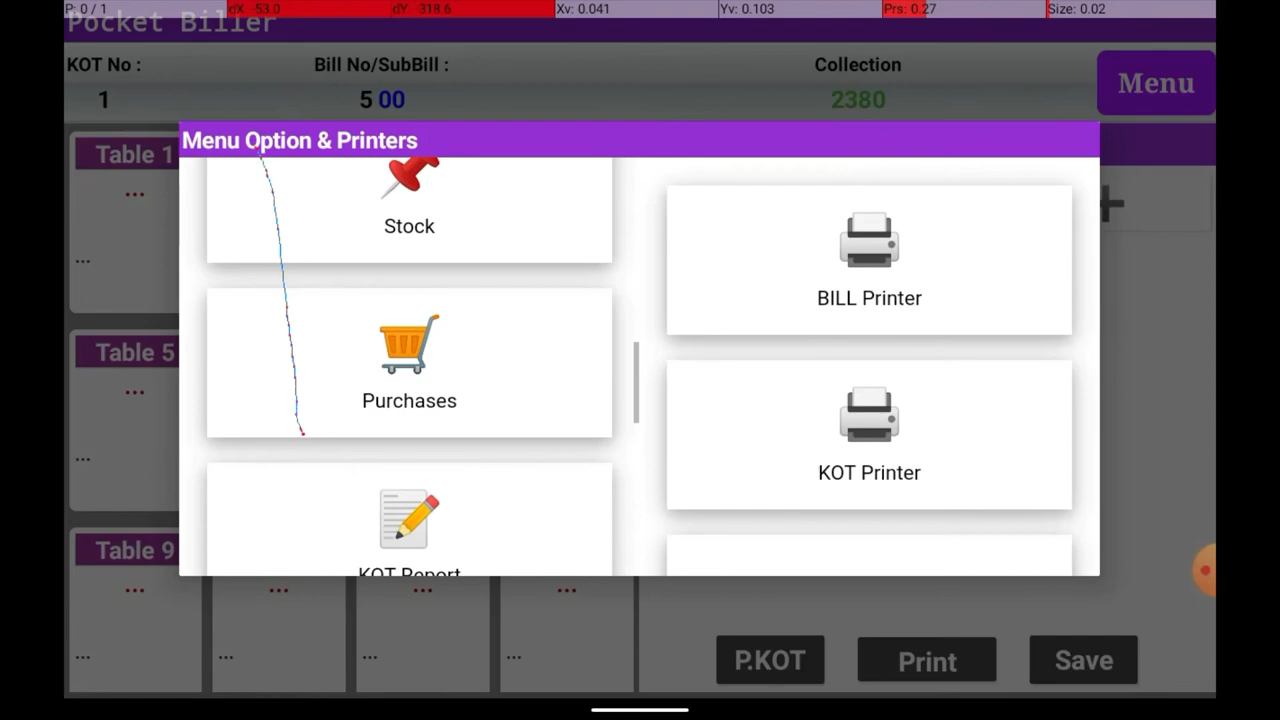 P: 0 / 1 dX -53.0 dY -318.6 Xv: 0.041 Yv: 0.103 Prs: 0.27 Size: 0.02
Pocket Biller
KOT No : Bill No/SubBill : Collection
1 5 00 2380
Menu
Menu Option & Printers
Table 1
...
...
Table 5
...
...
Table 9
... ... ... ...
... ... ... ...
Stock
Purchases
KOT Report
BILL Printer
KOT Printer
+
P.KOT Print Save